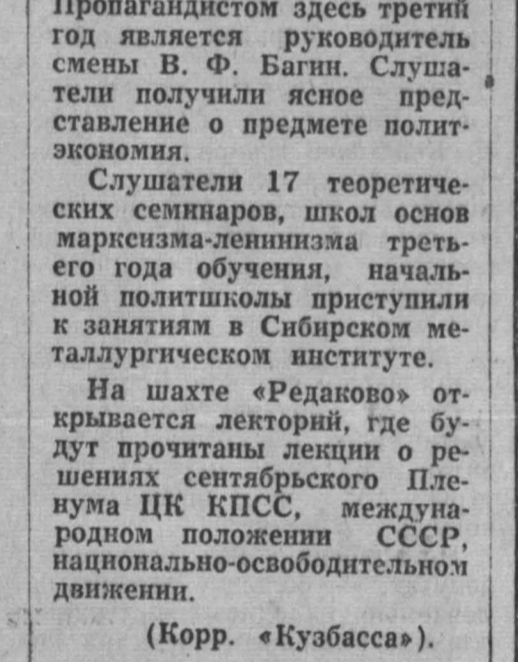 Пропагандистом здесь третий
год является руководитель
смены В. Ф. Багин. Слуша-
тели получили ясное пред-
ставление о предмете полит-
экономия.
Слушатели 17 теоретиче-
ских семинаров, школ основ
марксизма-ленинизма треть-
его года обучения, началь-
ной политшколы приступили
к занятиям в Сибирском ме-
таллургическом институте.
На шахте «Редаково» от-
крывается лекторий, где бу-
дут прочитаны лекции о ре-
шениях сентябрьского Пле-
нума ЦК КПСС, междуна-
родном положении СССР,
национально-освободительном
движении.
(Корр. «Кузбасса»).